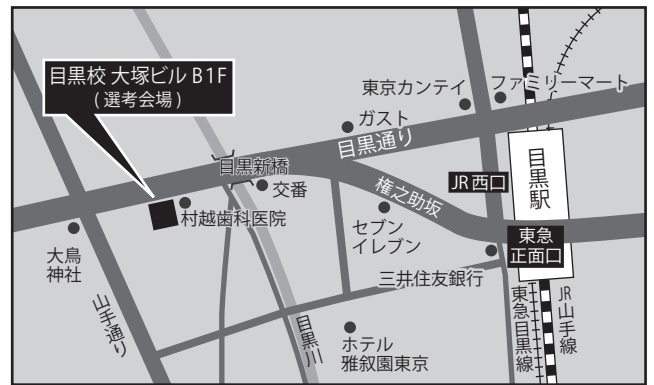 目黒校 大塚ビル B1F
(選考会場)
東京カンテイ
ファミリーマート
ガスト
目黒通り
目黒新橋
交番
権之助坂
JR西口
目黒駅
村越歯科医院
セブン
イレブン
東急
正面口
大鳥
神社
三井住友銀行
山手通り
目黒川
ホテル
雅叙園東京
東急目黒線
JR山手線